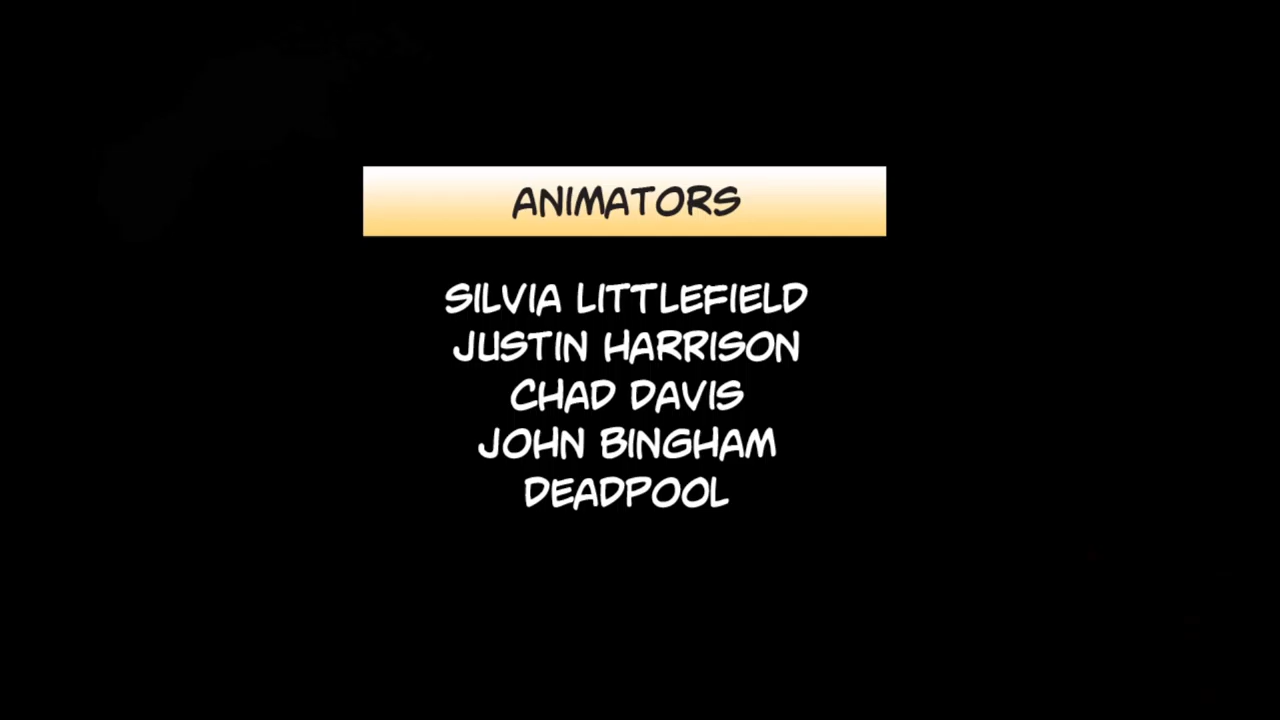 ANIMATORS
SILVIA LITTLEFIELD
JUSTIN HARRISON
CHAD DAVIS
JOHN BINGHAM
DEADPOOL